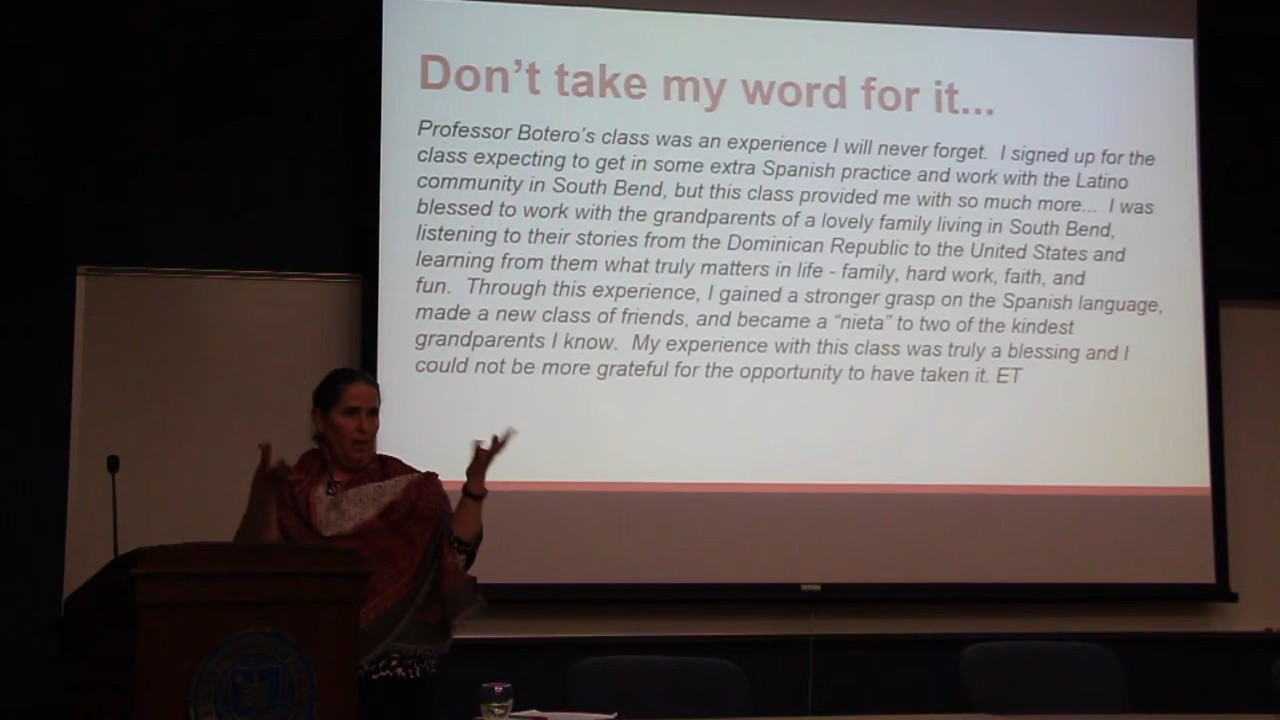 Don't take my word for it...
Professor Botero's class was an experience I will never forget. I signed up for the
class expecting to get in some extra Spanish practice and work with the Latino
community in South Bend, but this class provided me with so much more... I was
blessed to work with the grandparents of a lovely family living in South Bend,
listening to their stories from the Dominican Republic to the United States and
learning from them what truly matters in life - family, hard work, faith, and
fun. Through this experience, I gained a stronger grasp on the Spanish language,
made a new class of friends, and became a “nieta” to two of the kindest
grandparents I know. My experience with this class was truly a blessing and I
could not be more grateful for the opportunity to have taken it. ET